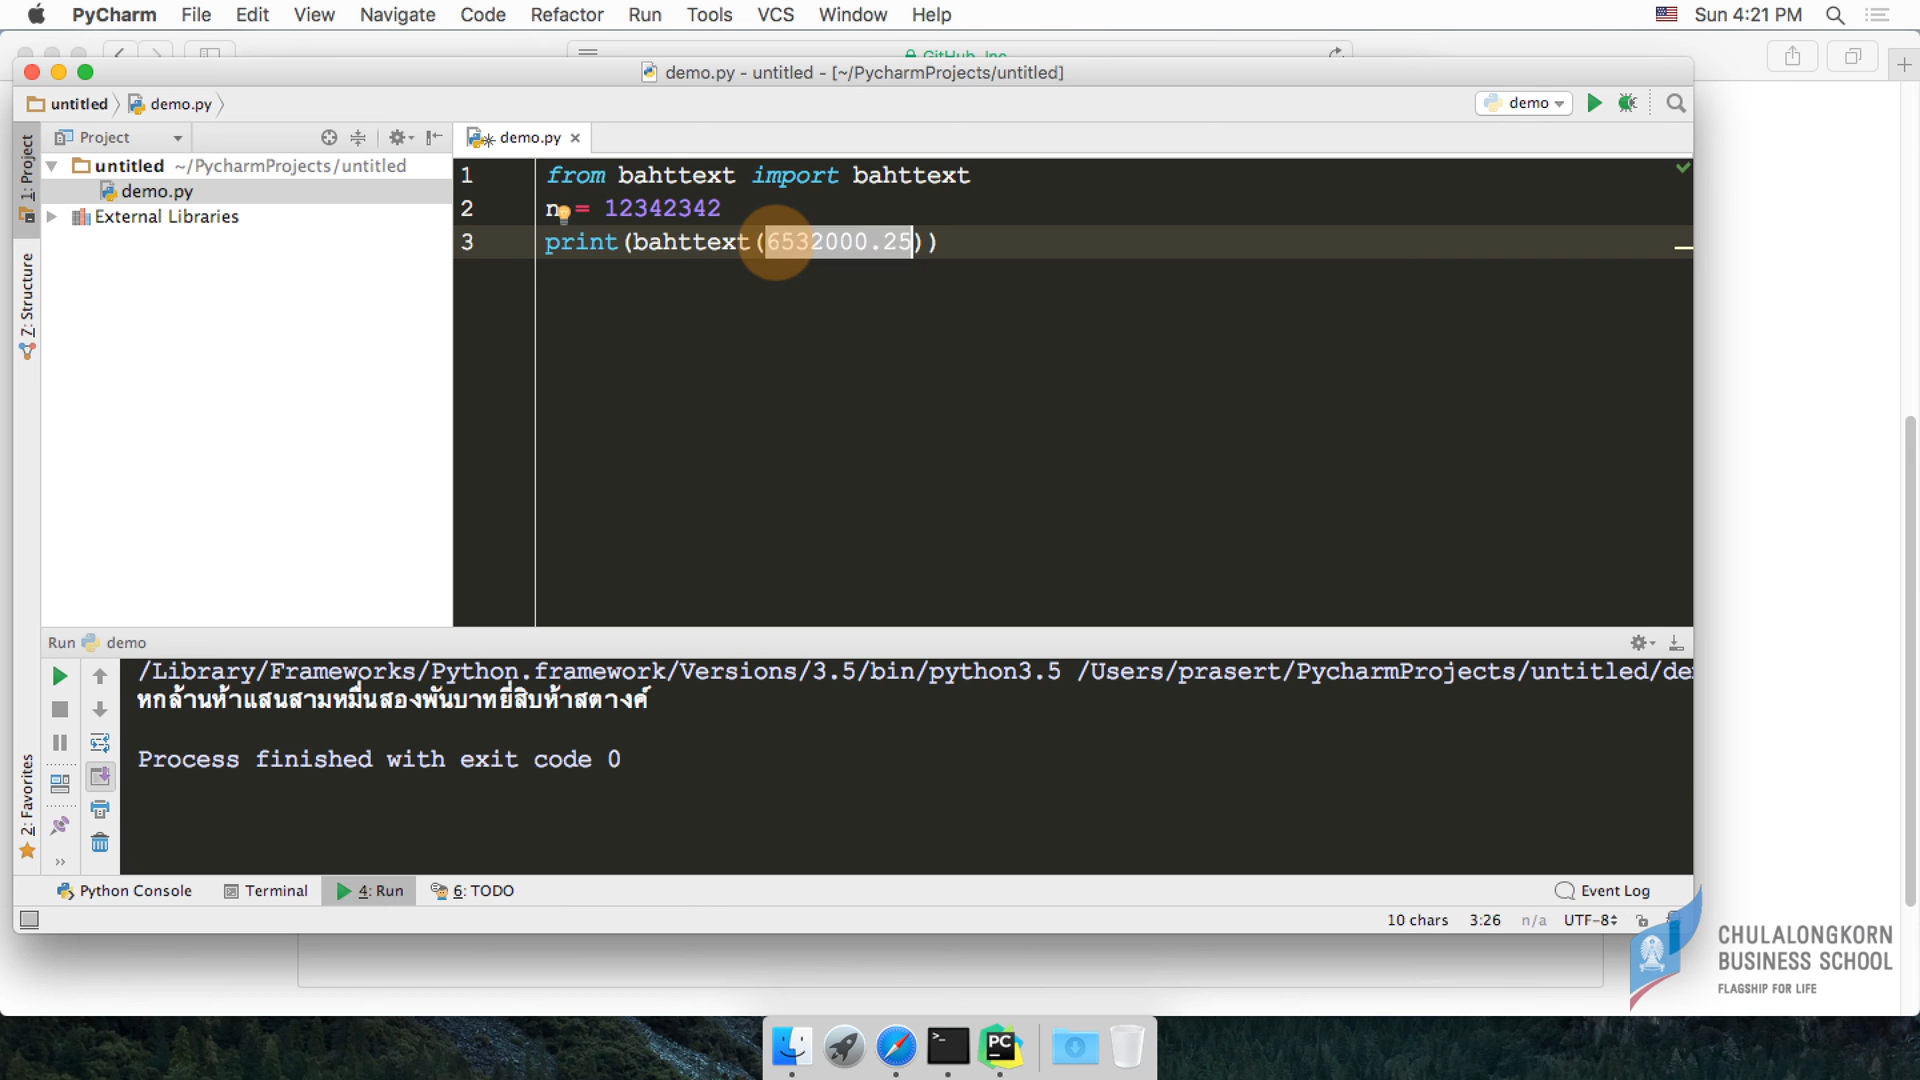 PyCharm File Edit View Navigate Code Refactor Run Tools VCS Window Help Sun 4:21 PM
demo.py - untitled - [~/PycharmProjects/untitled]
untitled demo.py demo
Project demo.py
1: Project
untitled ~/PycharmProjects/untitled
demo.py
External Libraries
Z: Structure
1 from bahttext import bahttext
2 n = 12342342
3 print(bahttext(6532000.25))
Run demo
/Library/Frameworks/Python.framework/Versions/3.5/bin/python3.5 /Users/prasert/PycharmProjects/untitled/de
หกล้านห้าแสนสามหมื่นสองพันบาทยี่สิบห้าสตางค์
Process finished with exit code 0
2: Favorites
Python Console Terminal 4: Run 6: TODO Event Log
10 chars 3:26 n/a UTF-8
CHULALONGKORN
BUSINESS SCHOOL
FLAGSHIP FOR LIFE
PC